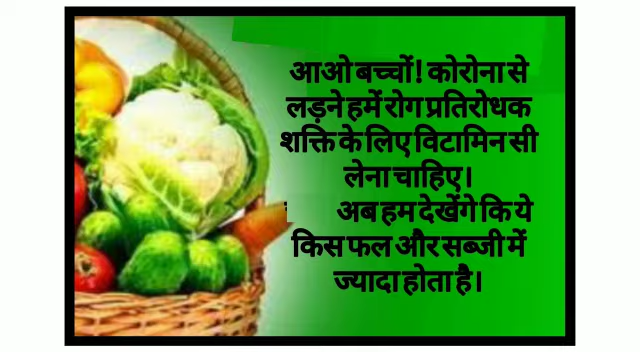 आओ बच्चों! कोरोना से
लड़ने हमें रोग प्रतिरोधक
शक्ति के लिए विटामिन सी
लेना चाहिए।
अब हम देखेंगे कि ये
किस फल और सब्जी में
ज्यादा होता है।